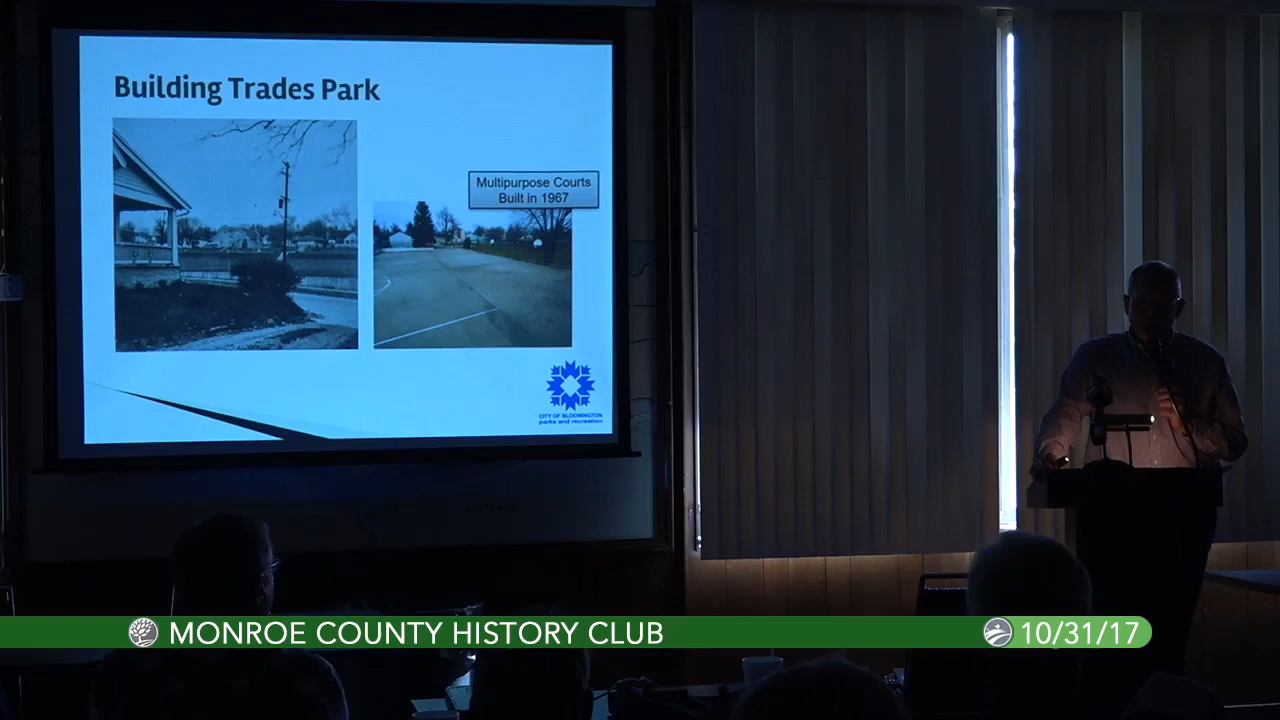 Building Trades Park
Multipurpose Courts
Built in 1967
CITY OF BLOOMINGTON
parks and recreation
MONROE COUNTY HISTORY CLUB
10/31/17